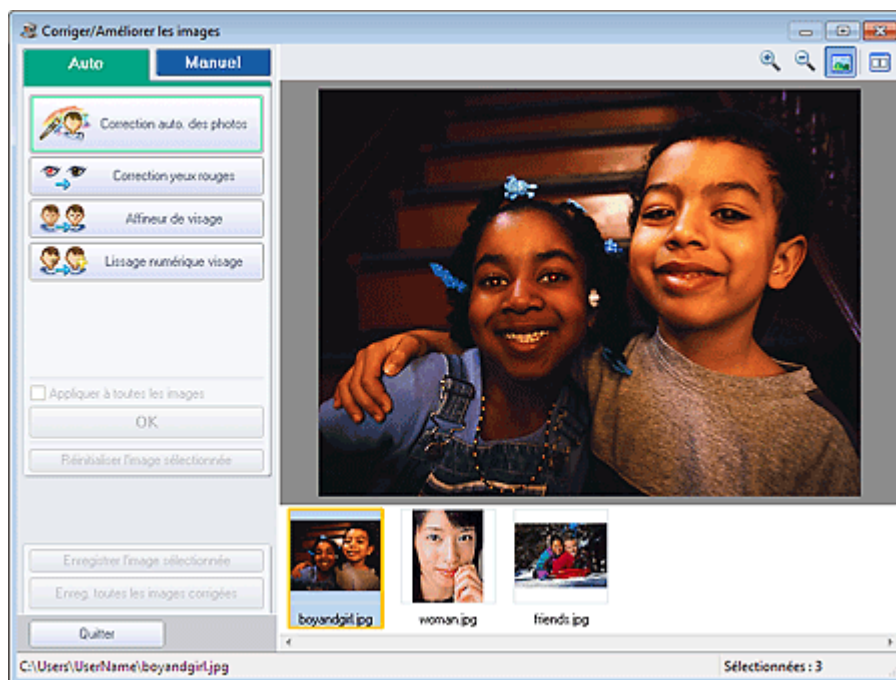 Corriger/Améliorer les images
Auto
Manuel
Correction auto. des photos
Correction yeux rouges
Affineur de visage
Lissage numérique visage
Appliquer à toutes les images
OK
Réinitialiser l'image sélectionnée
Enregistrer l'image sélectionnée
Enreg. toutes les images corrigées
Quitter
boyandgirl.jpg
woman.jpg
friends.jpg
C:\Users\UserName\boyandgirl.jpg
Sélectionnées : 3